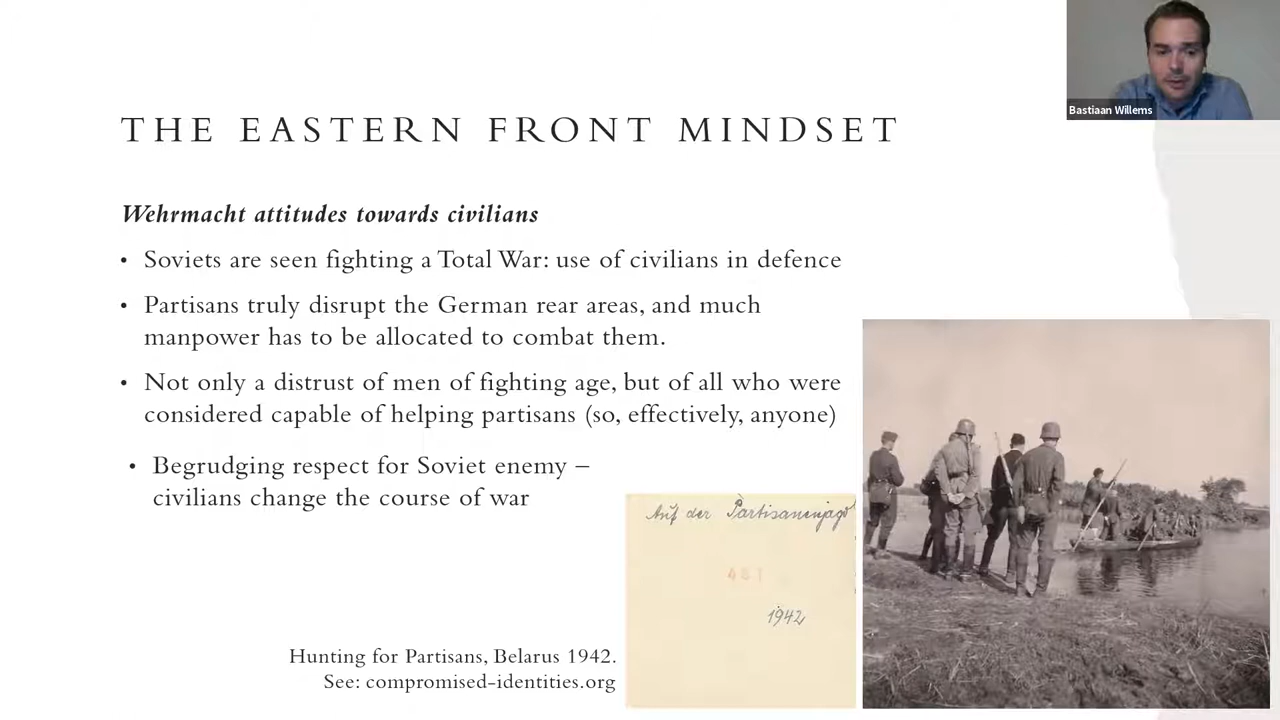 Bastiaan Willems
THE EASTERN FRONT MINDSET
Wehrmacht attitudes towards civilians
• Soviets are seen fighting a Total War: use of civilians in defence
• Partisans truly disrupt the German rear areas, and much
manpower has to be allocated to combat them.
• Not only a distrust of men of fighting age, but of all who were
considered capable of helping partisans (so, effectively, anyone)
• Begrudging respect for Soviet enemy –
civilians change the course of war
Auf der Partisanenjagd
481
1942
Hunting for Partisans, Belarus 1942.
See: compromised-identities.org